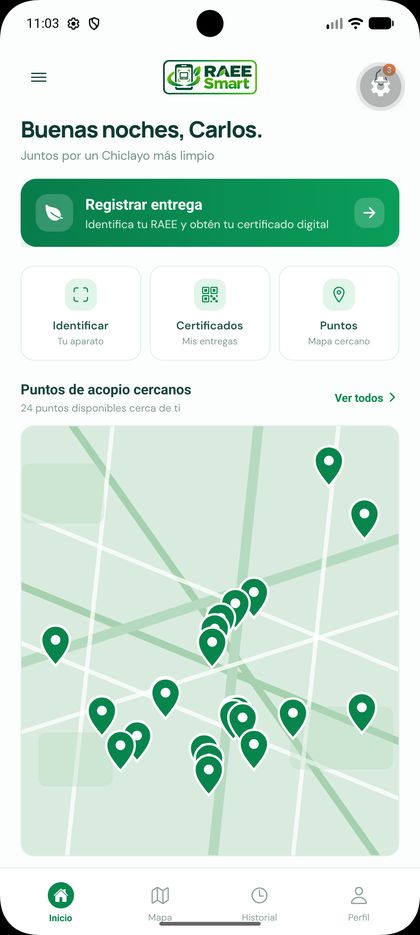 11:03
RAEE
Smart
3
Buenas noches, Carlos.
Juntos por un Chiclayo más limpio
Registrar entrega
Identifica tu RAEE y obtén tu certificado digital
Identificar
Tu aparato
Certificados
Mis entregas
Puntos
Mapa cercano
Puntos de acopio cercanos
24 puntos disponibles cerca de ti
Ver todos
Inicio
Mapa
Historial
Perfil